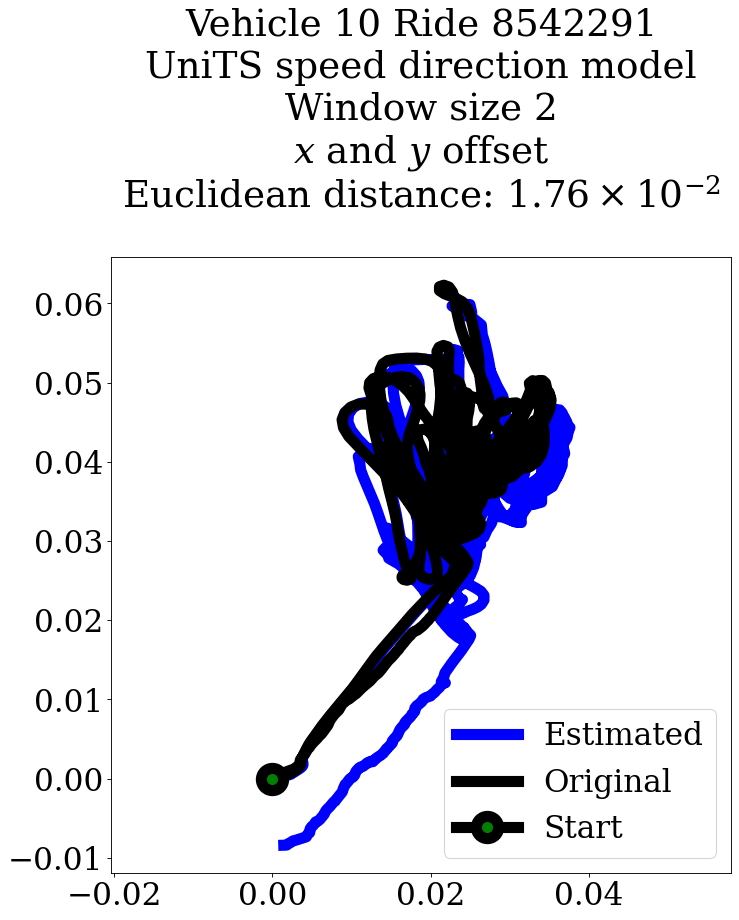 Vehicle 10 Ride 8542291
UniTS speed direction model
Window size 2
x and y offset
Euclidean distance: 1.76 × 10⁻²
0.06
0.05
0.04
0.03
0.02
0.01
0.00
−0.01
−0.02 0.00 0.02 0.04
Estimated
Original
Start